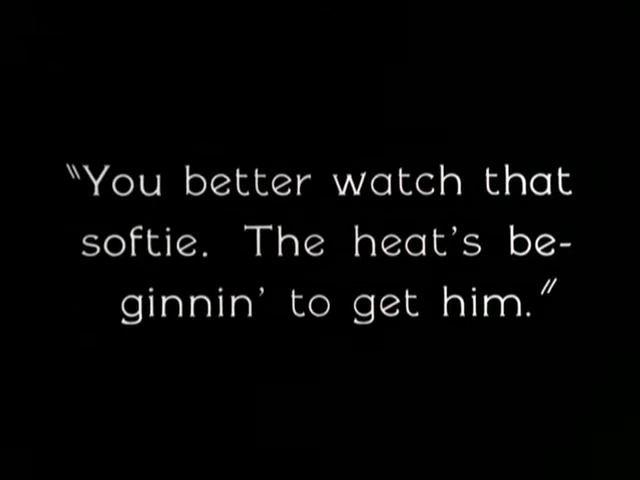 "You better watch that
softie. The heat's be-
ginnin' to get him."